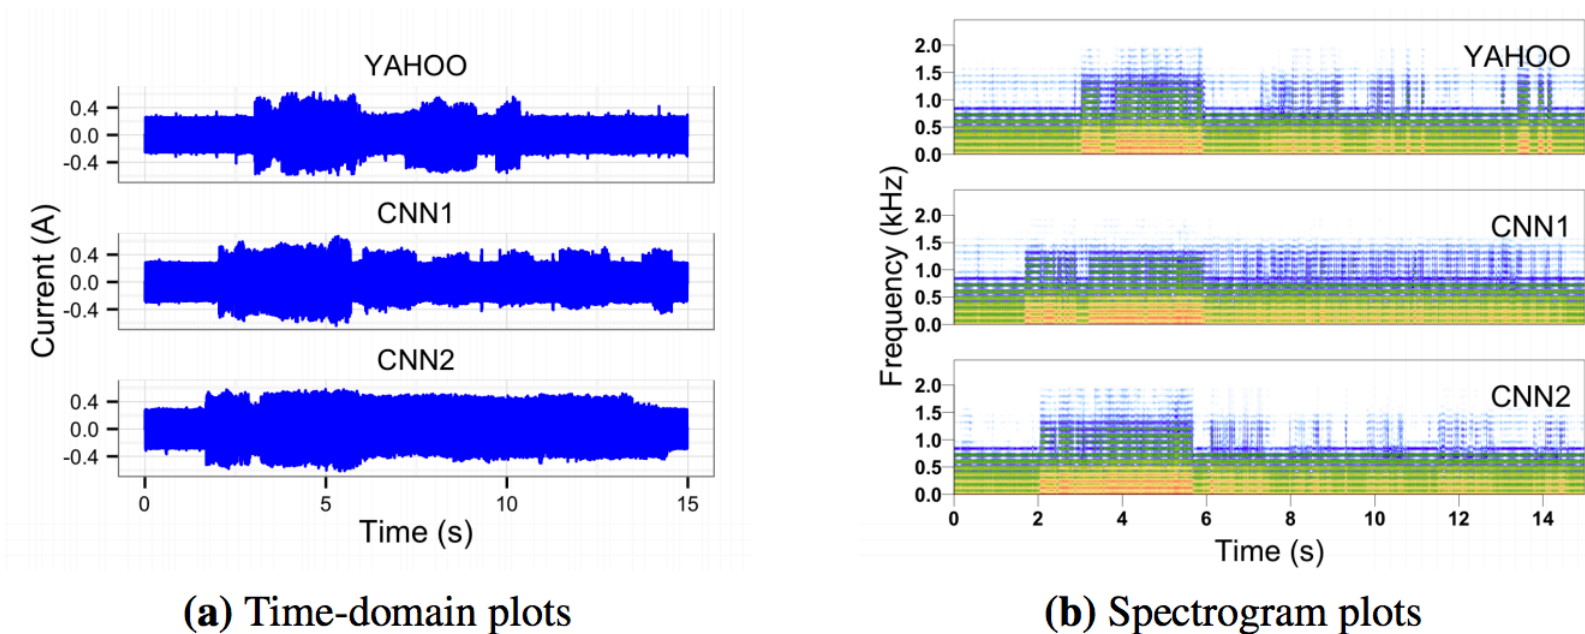 YAHOO
0.4
0.0
-0.4
CNN1
0.4
0.0
-0.4
CNN2
0.4
0.0
-0.4
Current (A)
0 5 10 15
Time (s)
(a) Time-domain plots
YAHOO
2.0
1.5
1.0
0.5
0.0
CNN1
2.0
1.5
1.0
0.5
0.0
CNN2
2.0
1.5
1.0
0.5
0.0
Frequency (kHz)
0 2 4 6 8 10 12 14
Time (s)
(b) Spectrogram plots